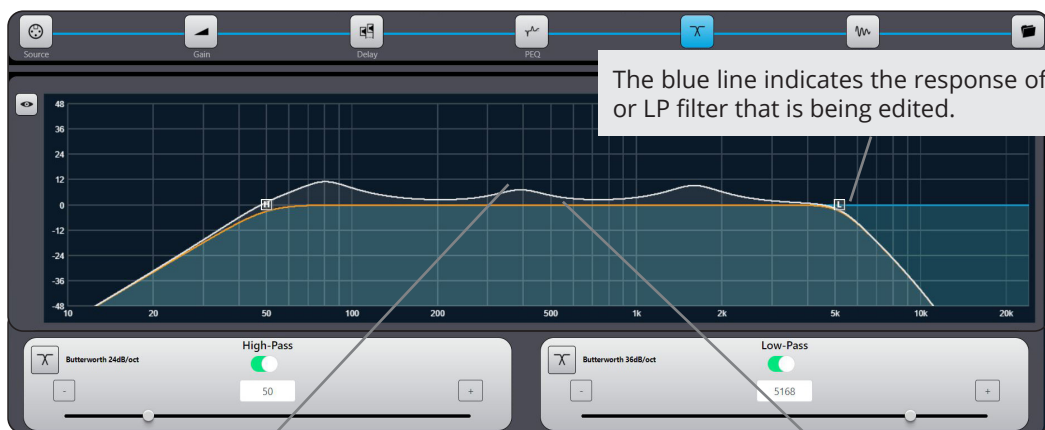 Source Gain Delay PEQ
The blue line indicates the response of
or LP filter that is being edited.
48
36
24
12
0
-12
-24
-36
-48
H L
10 20 50 100 200 500 1k 2k 5k 10k 20k
High-Pass Low-Pass
Butterworth 24dB/oct Butterworth 36dB/oct
- 50 + - 5168 +